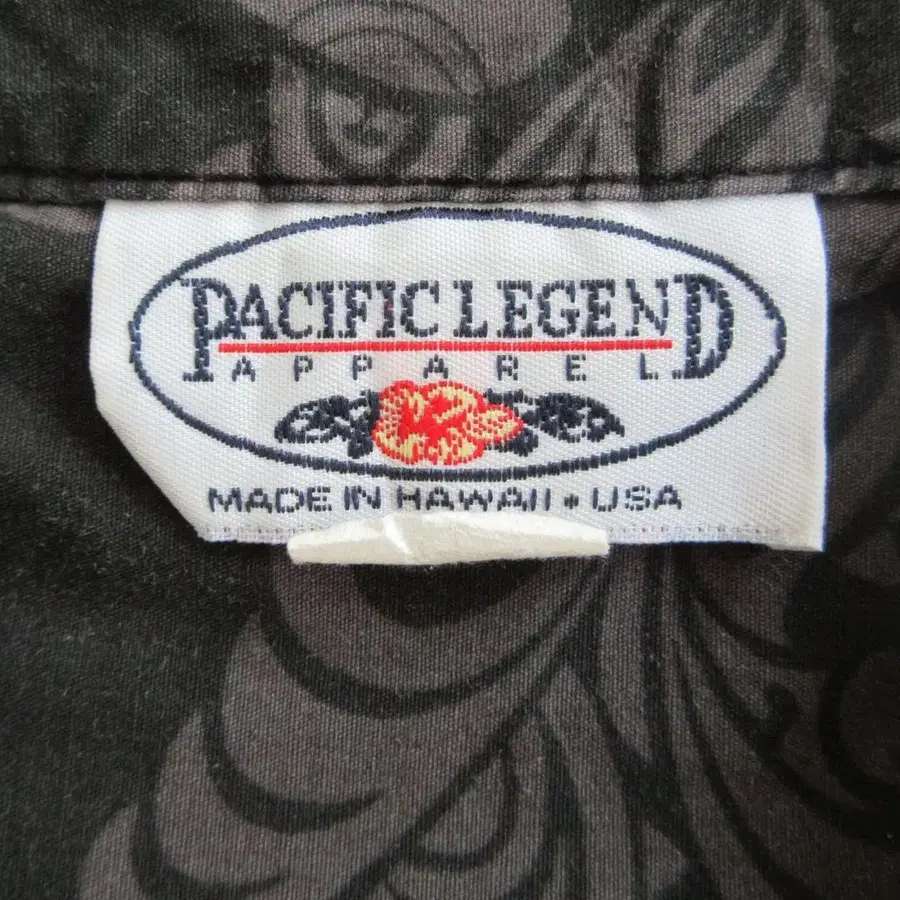 PACIFIC LEGEND
APPAREL
MADE IN HAWAII • USA